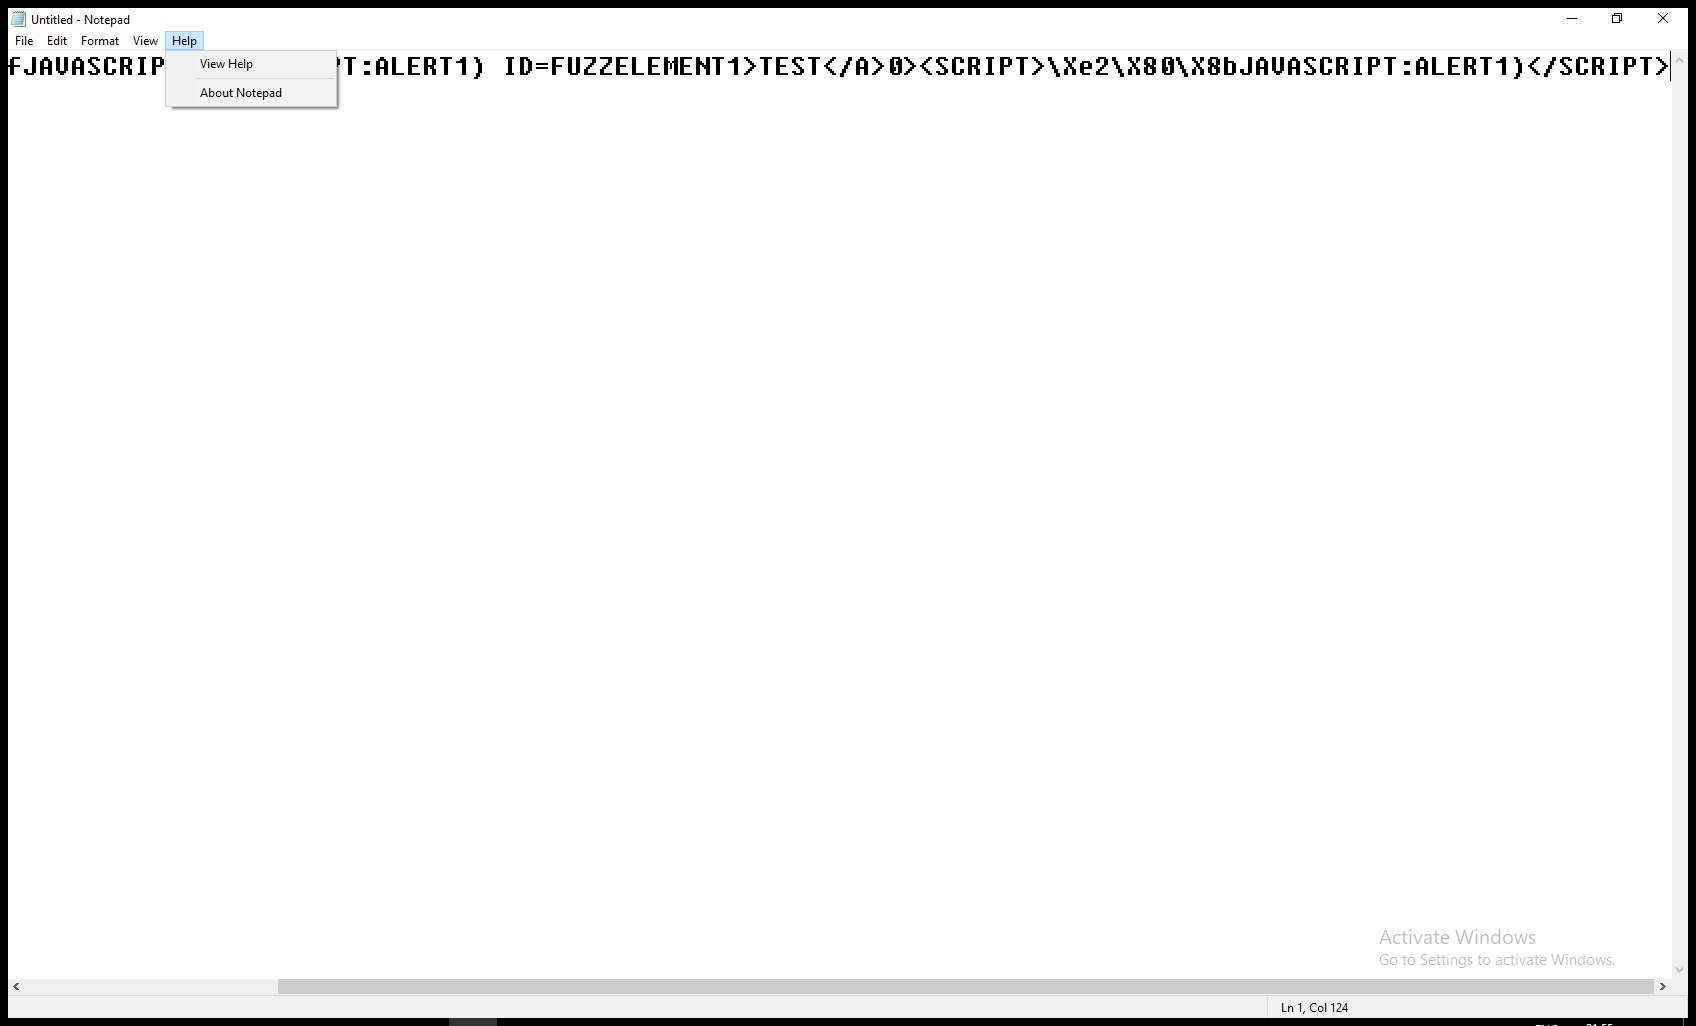 Untitled - Notepad
File Edit Format View Help
fJAVASCRIP T:ALERT1) ID=FUZZELEMENT1>TEST</A>0><SCRIPT>\Xe2\X80\X8bJAVASCRIPT:ALERT1)</SCRIPT>
View Help
About Notepad
Activate Windows
Go to Settings to activate Windows.
Ln 1, Col 124